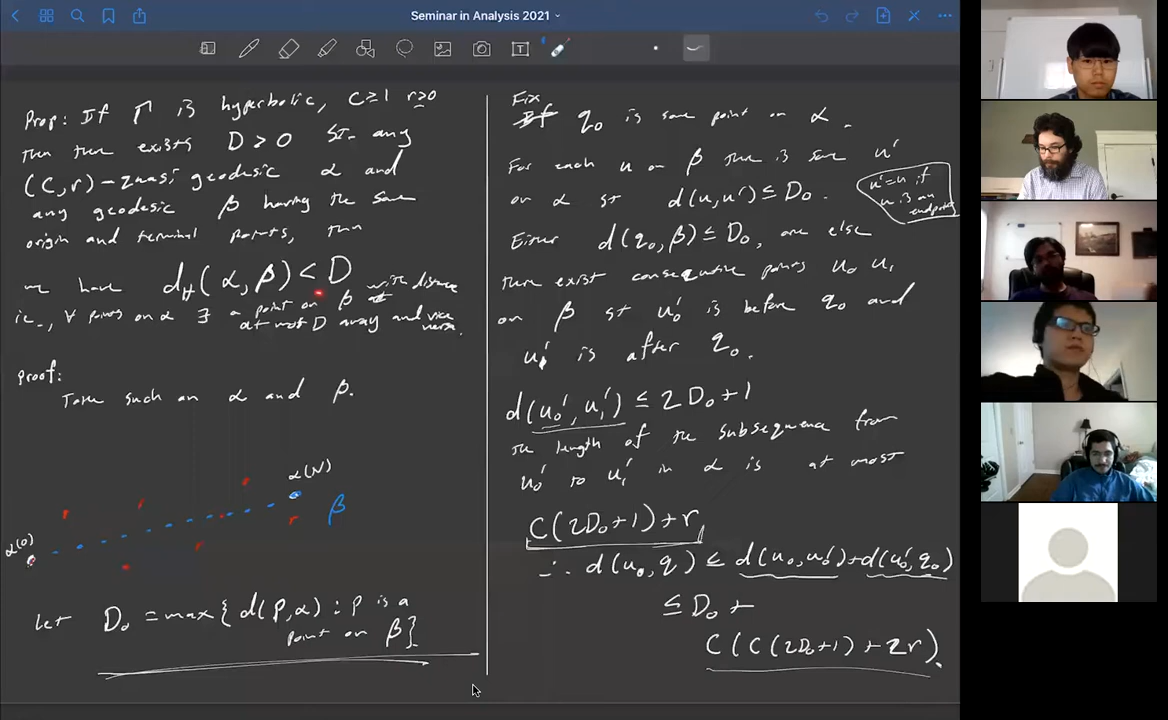 Seminar in Analysis 2021
Prop: If Γ is hyperbolic, C≥1 r≥0
then there exists D > 0 st. any
(C,r)-quasi geodesic α and
any geodesic β having the same
origin and terminal points, then
we have d_H(α, β) < D
ie., ∀ points on α ∃ a point on β with distance
at most D away and vice versa.
Proof:
Take such an α and β.
α(N)
β
α(0)
Let D₀ = max{ d(p,α) : p is a
point on β}
Fix
If q₀ is some point on α.
For each u on β there is some u'
on α st d(u,u') ≤ D₀.
u'=u if
u is an
endpoint
Either d(q₀, β) ≤ D₀, or else
there exist consecutive points u₀ u₁
on β st u₀' is before q₀ and
u₁' is after q₀.
d(u₀', u₁') ≤ 2D₀+1
the length of the subsequence from
u₀' to u₁' in α is at most
C(2D₀+1)+r
∴ d(u₀, q) ≤ d(u₀,u₀')+d(u₀',q₀)
≤ D₀ +
C(C(2D₀+1)+2r).